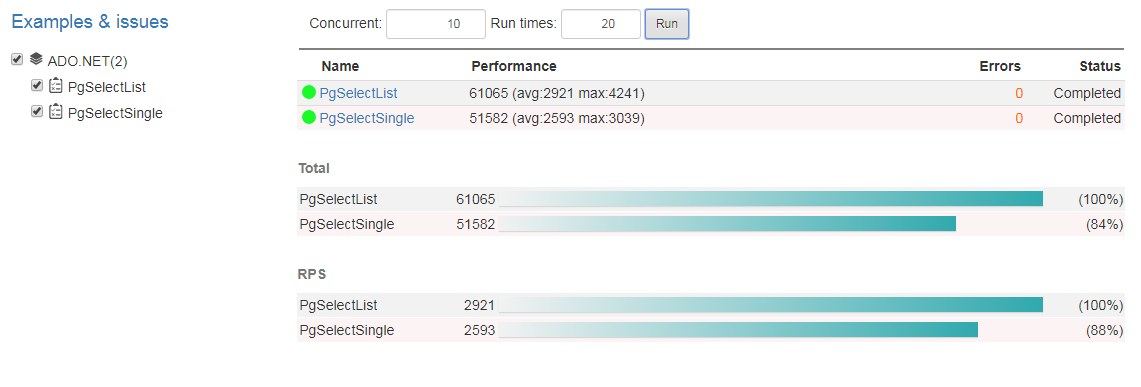 Examples & issues
ADO.NET(2)
PgSelectList
PgSelectSingle
Concurrent: 10 Run times: 20 Run
Name Performance Errors Status
PgSelectList 61065 (avg:2921 max:4241) 0 Completed
PgSelectSingle 51582 (avg:2593 max:3039) 0 Completed
Total
PgSelectList 61065 (100%)
PgSelectSingle 51582 (84%)
RPS
PgSelectList 2921 (100%)
PgSelectSingle 2593 (88%)